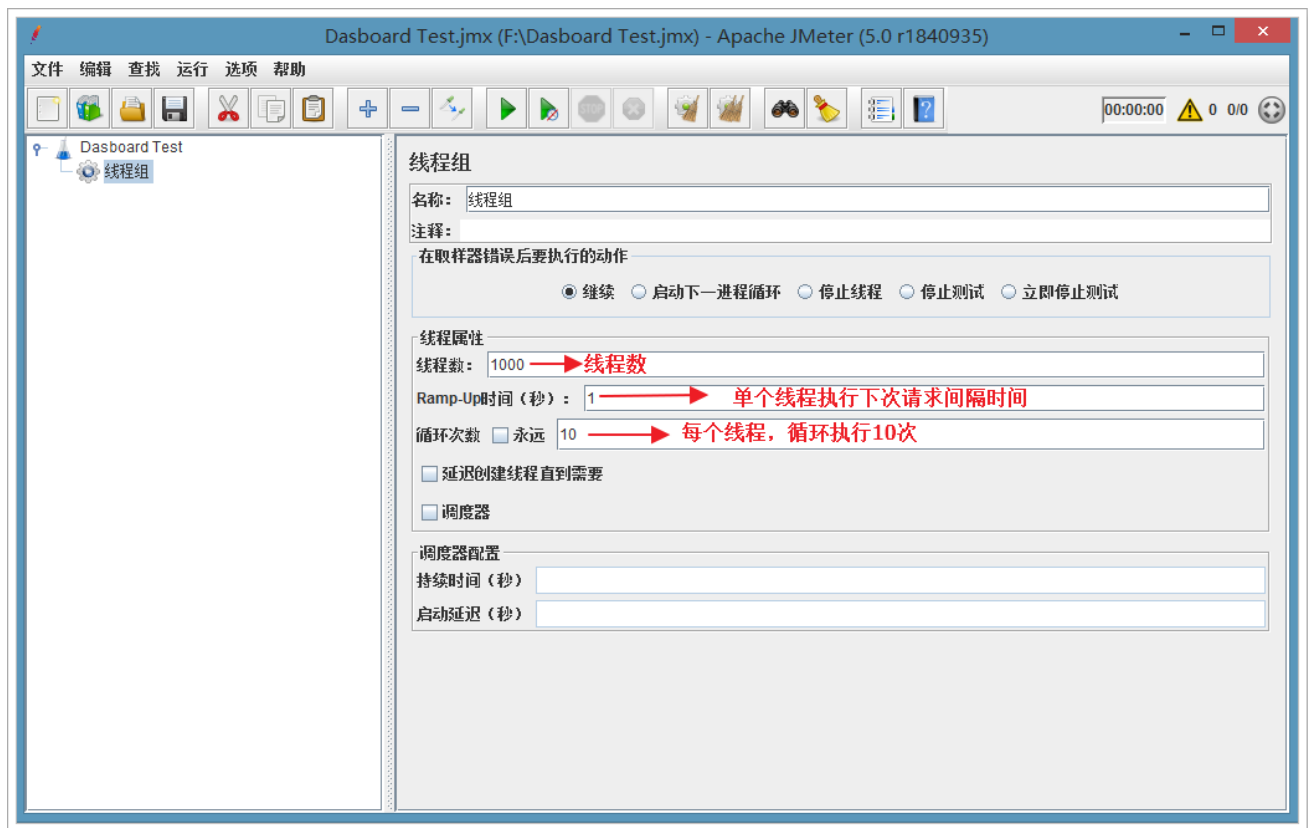 Dasboard Test.jmx (F:\Dasboard Test.jmx) - Apache JMeter (5.0 r1840935)
文件 编辑 查找 运行 选项 帮助
STOP 00:00:00 0 0/0
Dasboard Test
线程组
线程组
名称： 线程组
注释：
在取样器错误后要执行的动作
继续 启动下一进程循环 停止线程 停止测试 立即停止测试
线程属性
线程数： 1000 线程数
Ramp-Up时间（秒）： 1 单个线程执行下次请求间隔时间
循环次数 永远 10 每个线程，循环执行10次
延迟创建线程直到需要
调度器
调度器配置
持续时间（秒）
启动延迟（秒）